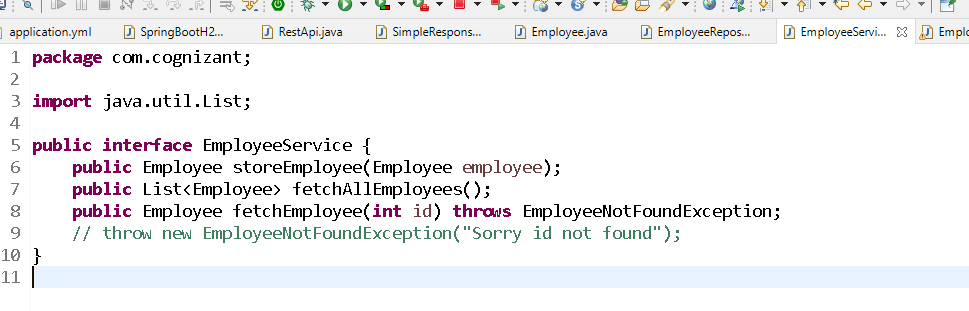 application.yml SpringBootH2... RestApi.java SimpleRespons... Employee.java EmployeeRepos... EmployeeServi... Emplo
1 package com.cognizant;
2
3 import java.util.List;
4
5 public interface EmployeeService {
6 public Employee storeEmployee(Employee employee);
7 public List<Employee> fetchAllEmployees();
8 public Employee fetchEmployee(int id) throws EmployeeNotFoundException;
9 // throw new EmployeeNotFoundException("Sorry id not found");
10 }
11